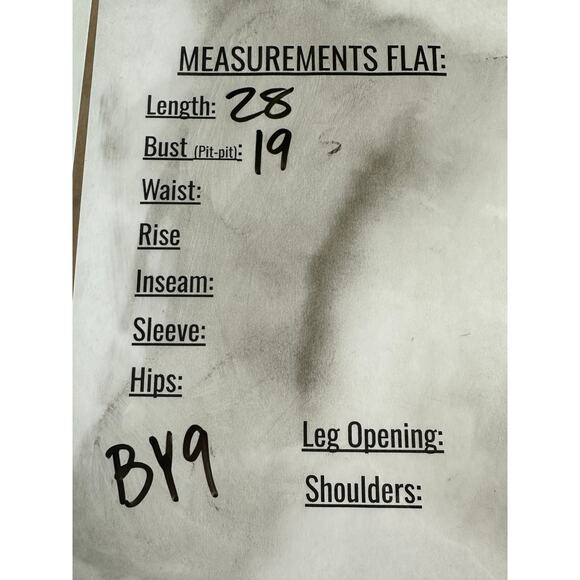 MEASUREMENTS FLAT:
Length: 28
Bust (Pit-pit): 19
Waist:
Rise
Inseam:
Sleeve:
Hips:
Leg Opening:
BY9
Shoulders: